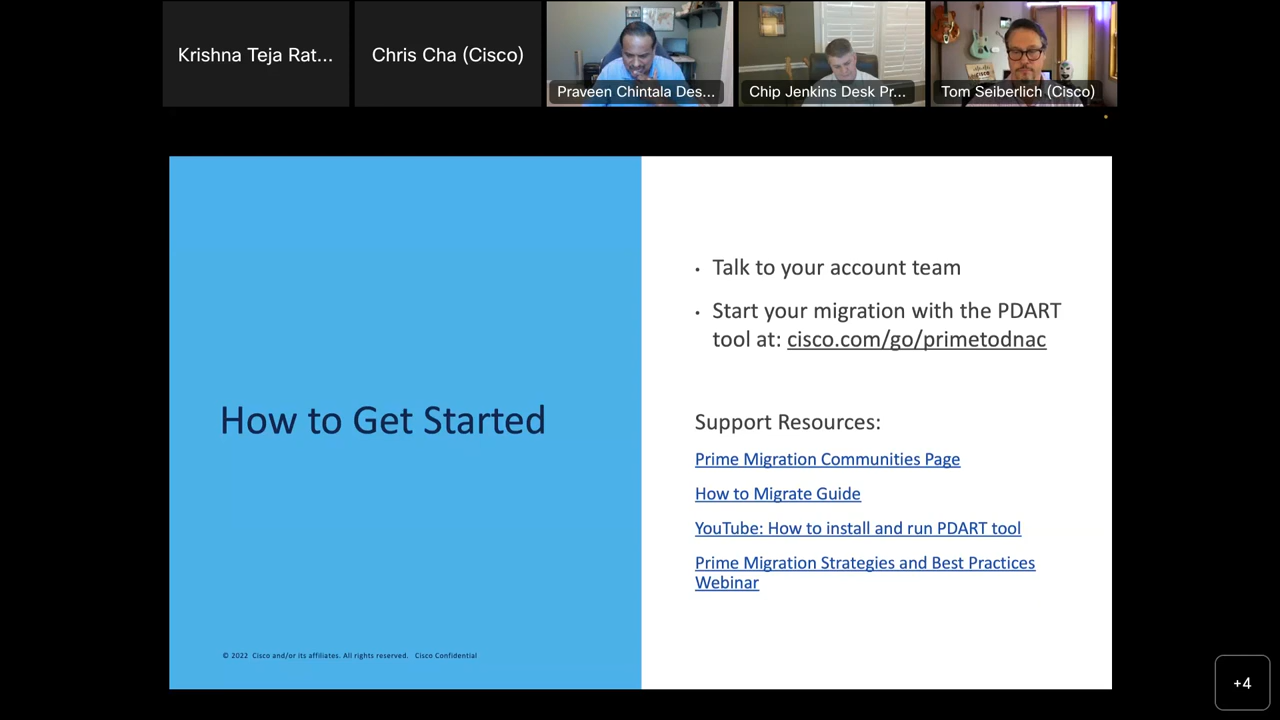 Krishna Teja Rat...
Chris Cha (Cisco)
Praveen Chintala Des...
Chip Jenkins Desk Pr...
Tom Seiberlich (Cisco)
How to Get Started
© 2022 Cisco and/or its affiliates. All rights reserved. Cisco Confidential
• Talk to your account team
• Start your migration with the PDART
tool at: cisco.com/go/primetodnac
Support Resources:
Prime Migration Communities Page
How to Migrate Guide
YouTube: How to install and run PDART tool
Prime Migration Strategies and Best Practices
Webinar
+4